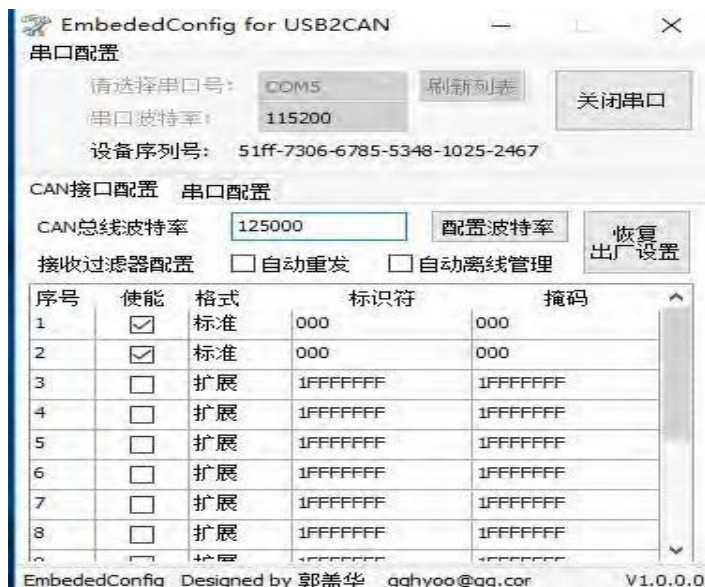 EmbededConfig for USB2CAN
串口配置
请选择串口号: COM5 刷新列表 关闭串口
串口波特率: 115200
设备序列号: 51ff-7306-6785-5348-1025-2467
CAN接口配置 串口配置
CAN总线波特率 125000 配置波特率 恢复出厂设置
接收过滤器配置 自动重发 自动离线管理
序号 使能 格式 标识符 掩码
1 标准 000 000
2 标准 000 000
3 扩展 1FFFFFFF 1FFFFFFF
4 扩展 1FFFFFFF 1FFFFFFF
5 扩展 1FFFFFFF 1FFFFFFF
6 扩展 1FFFFFFF 1FFFFFFF
7 扩展 1FFFFFFF 1FFFFFFF
8 扩展 1FFFFFFF 1FFFFFFF
EmbededConfig Designed by 郭盖华 qqhyoo@qq.cor V1.0.0.0